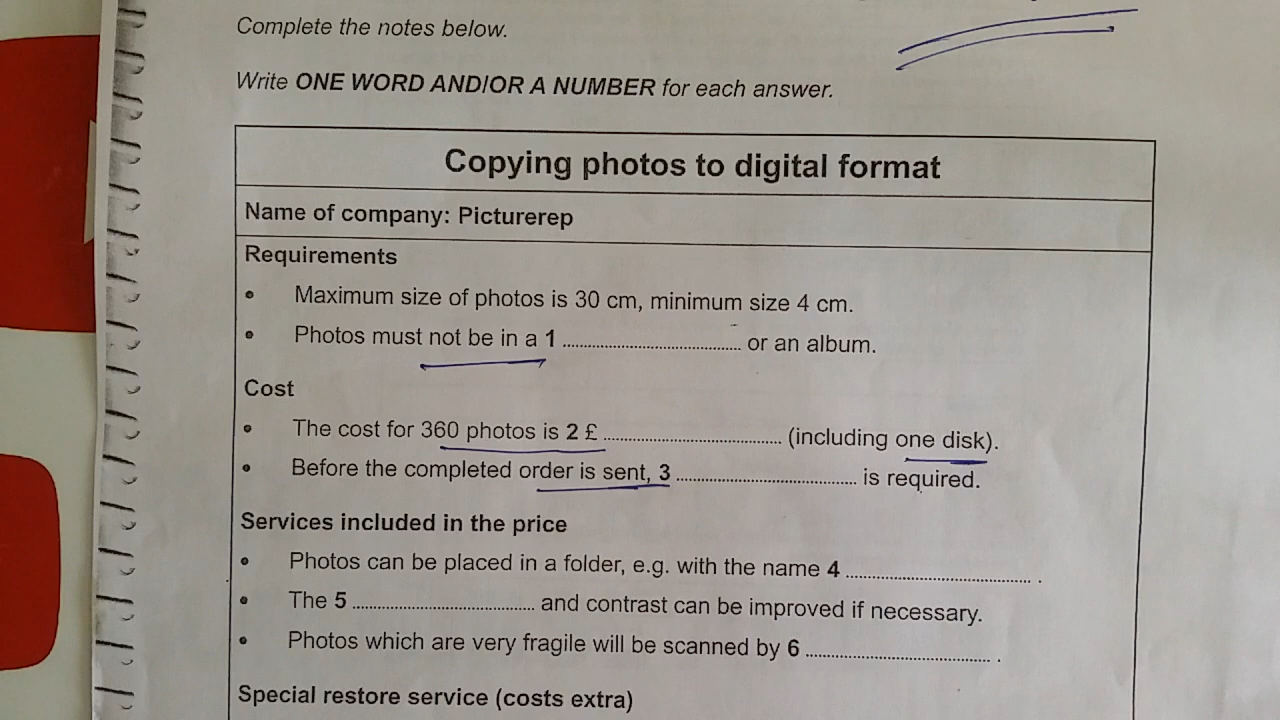 Complete the notes below.
Write ONE WORD AND/OR A NUMBER for each answer.
Copying photos to digital format
Name of company: Picturerep
Requirements
• Maximum size of photos is 30 cm, minimum size 4 cm.
• Photos must not be in a 1 ........................................ or an album.
Cost
• The cost for 360 photos is 2 £ ........................................ (including one disk).
• Before the completed order is sent, 3 ........................................ is required.
Services included in the price
• Photos can be placed in a folder, e.g. with the name 4 ........................................ .
• The 5 ........................................ and contrast can be improved if necessary.
• Photos which are very fragile will be scanned by 6 ........................................ .
Special restore service (costs extra)